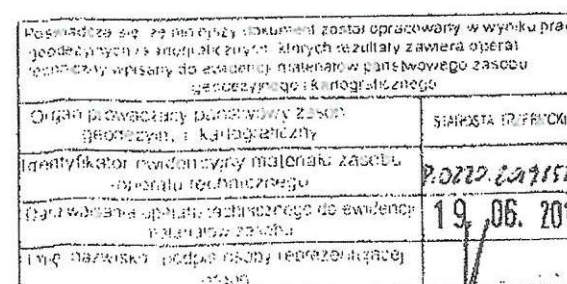 Poświadcza się, że niniejszy dokument został opracowany w wyniku prac
geodezyjnych i kartograficznych, których rezultaty zawiera operat
techniczny wpisany do ewidencji materiałów państwowego zasobu
geodezyjnego i kartograficznego
Organ prowadzący państwowy zasób
geodezyjny i kartograficzny
STAROSTA
Identyfikator ewidencyjny materiału zasobu
operatu technicznego
Data wpisania operatu technicznego do ewidencji
materiałów zasobu
19. 06. 201
Imię, nazwisko i podpis osoby reprezentującej
organ